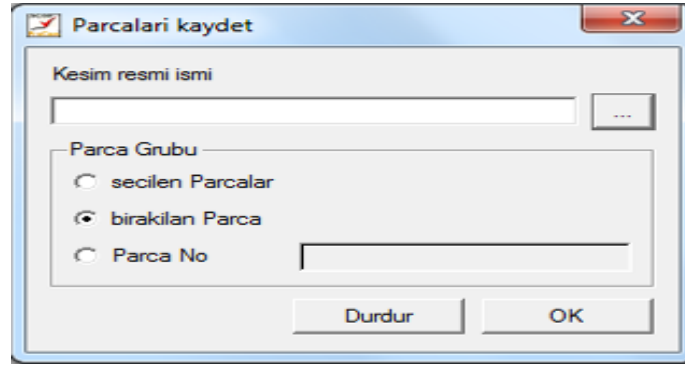 Parcalari kaydet
Kesim resmi ismi
...
Parca Grubu
secilen Parcalar
birakilan Parca
Parca No
Durdur OK